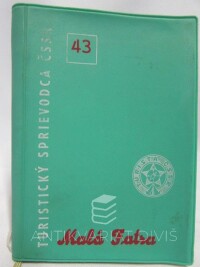 TURISTICKÝ SPRIEVODCA ČSSR
43
Malá Fatra